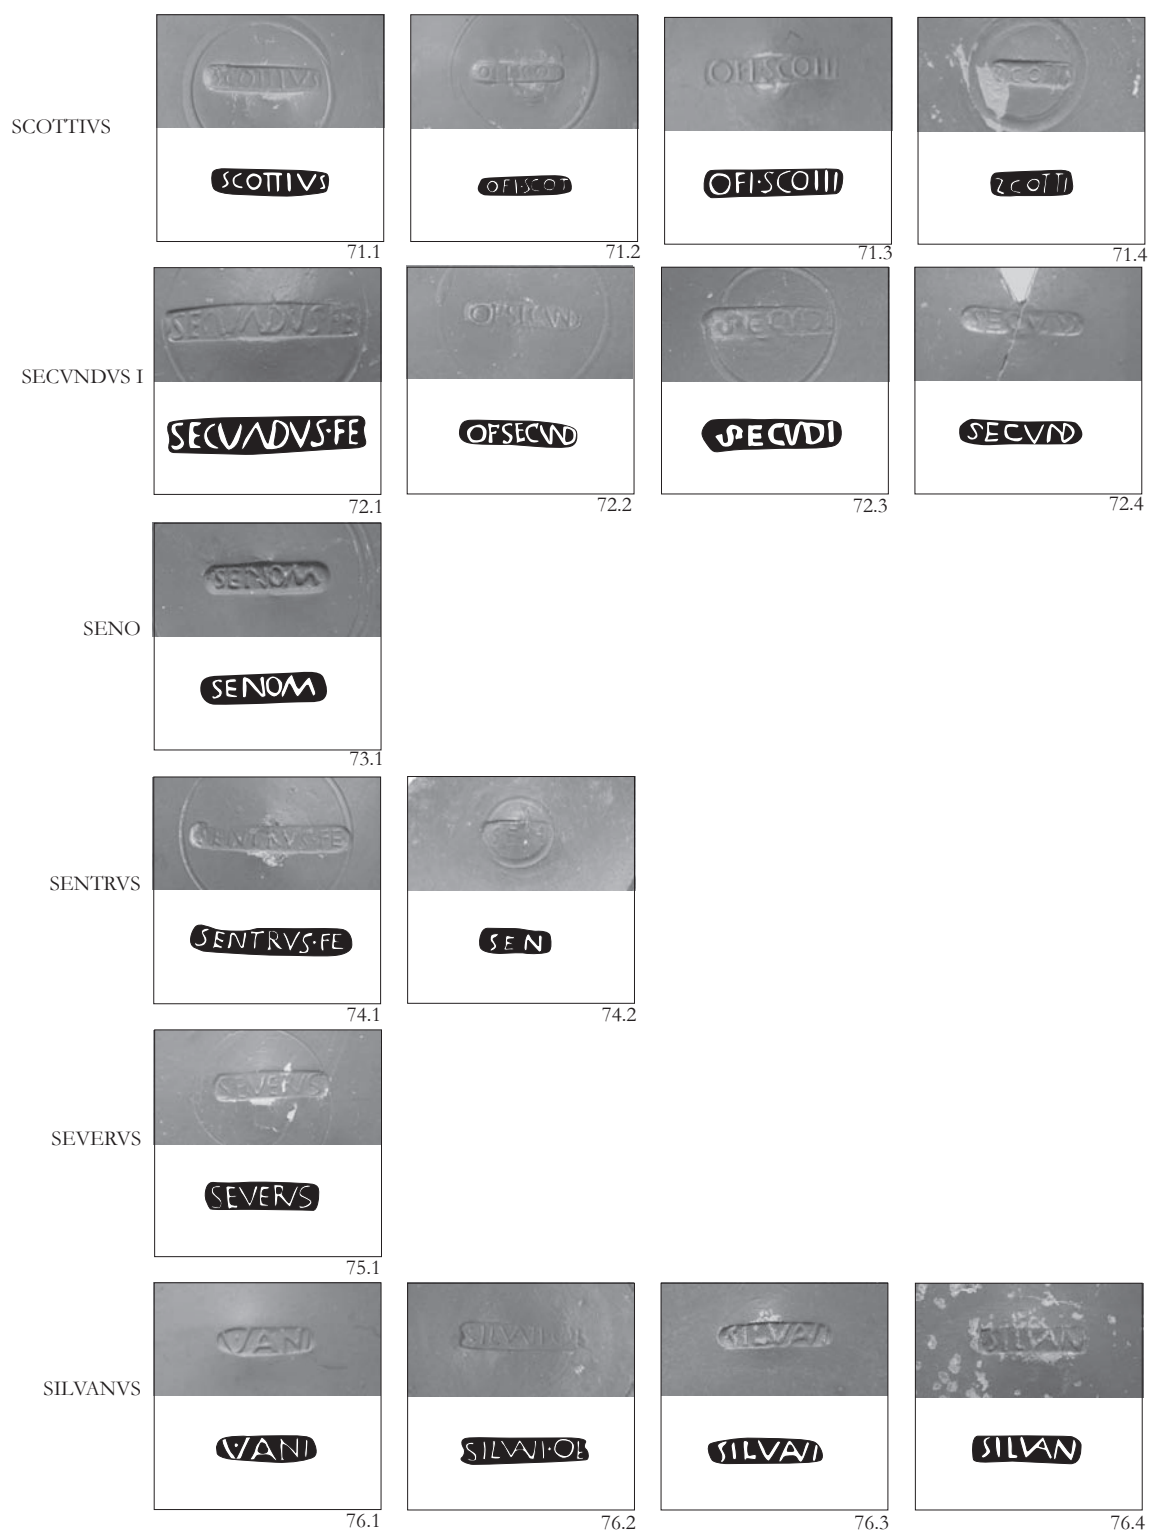 SCOTTIVS
SCOTTIVS
OFI·SCOT
OFI·SCOIII
SCOTTI
71.1
71.2
71.3
71.4
SECVNDVS I
SECVΛDVS·FE
OFSECVND
SECVDI
SECVND
72.1
72.2
72.3
72.4
SENO
SENOM
73.1
SENTRVS
SENTRVS·FE
SEN
74.1
74.2
SEVERVS
SEVERVS
75.1
SILVANVS
VANI
SILVAI·OF
SILVAI
SILVAN
76.1
76.2
76.3
76.4